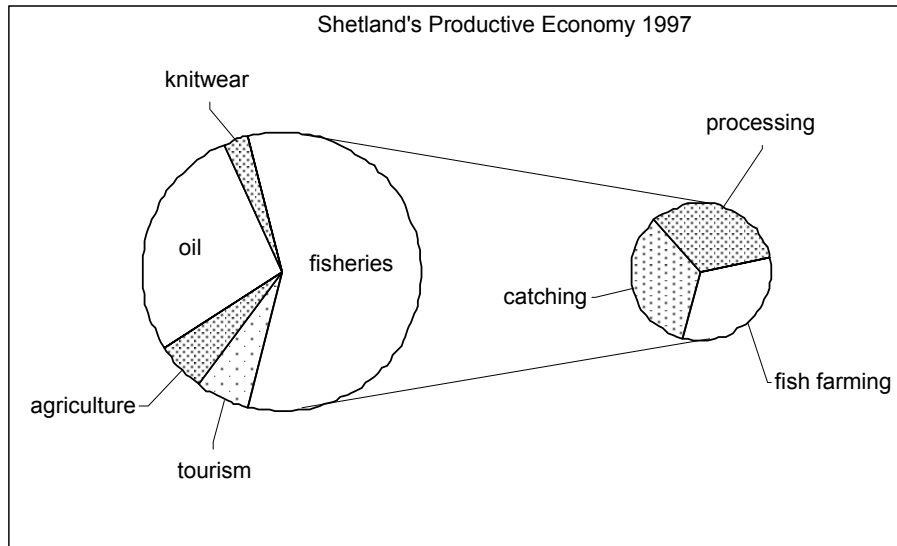 Shetland's Productive Economy 1997
knitwear
processing
oil
fisheries
catching
fish farming
agriculture
tourism